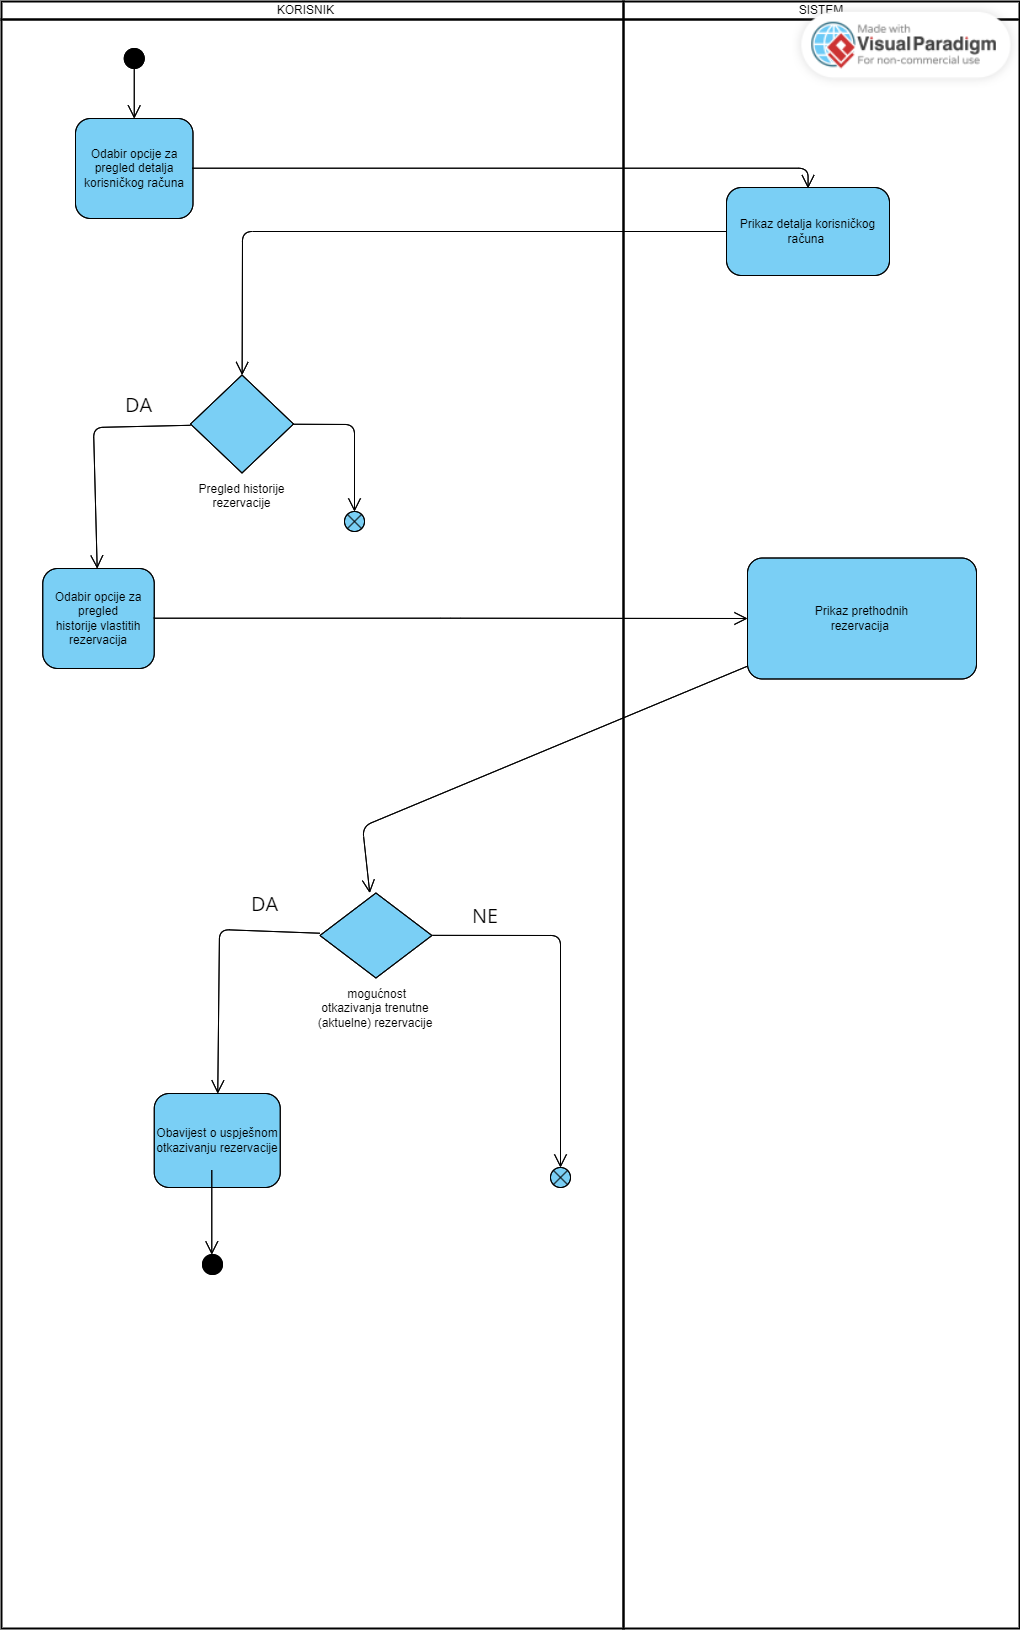 KORISNIK
SISTEM
Made with
Visual Paradigm
For non-commercial use
Odabir opcije za
pregled detalja
korisničkog računa
Prikaz detalja korisničkog
računa
DA
Pregled historije
rezervacije
Odabir opcije za
pregled
historije vlastitih
rezervacija
Prikaz prethodnih
rezervacija
DA
NE
mogućnost
otkazivanja trenutne
(aktuelne) rezervacije
Obavijest o uspješnom
otkazivanju rezervacije